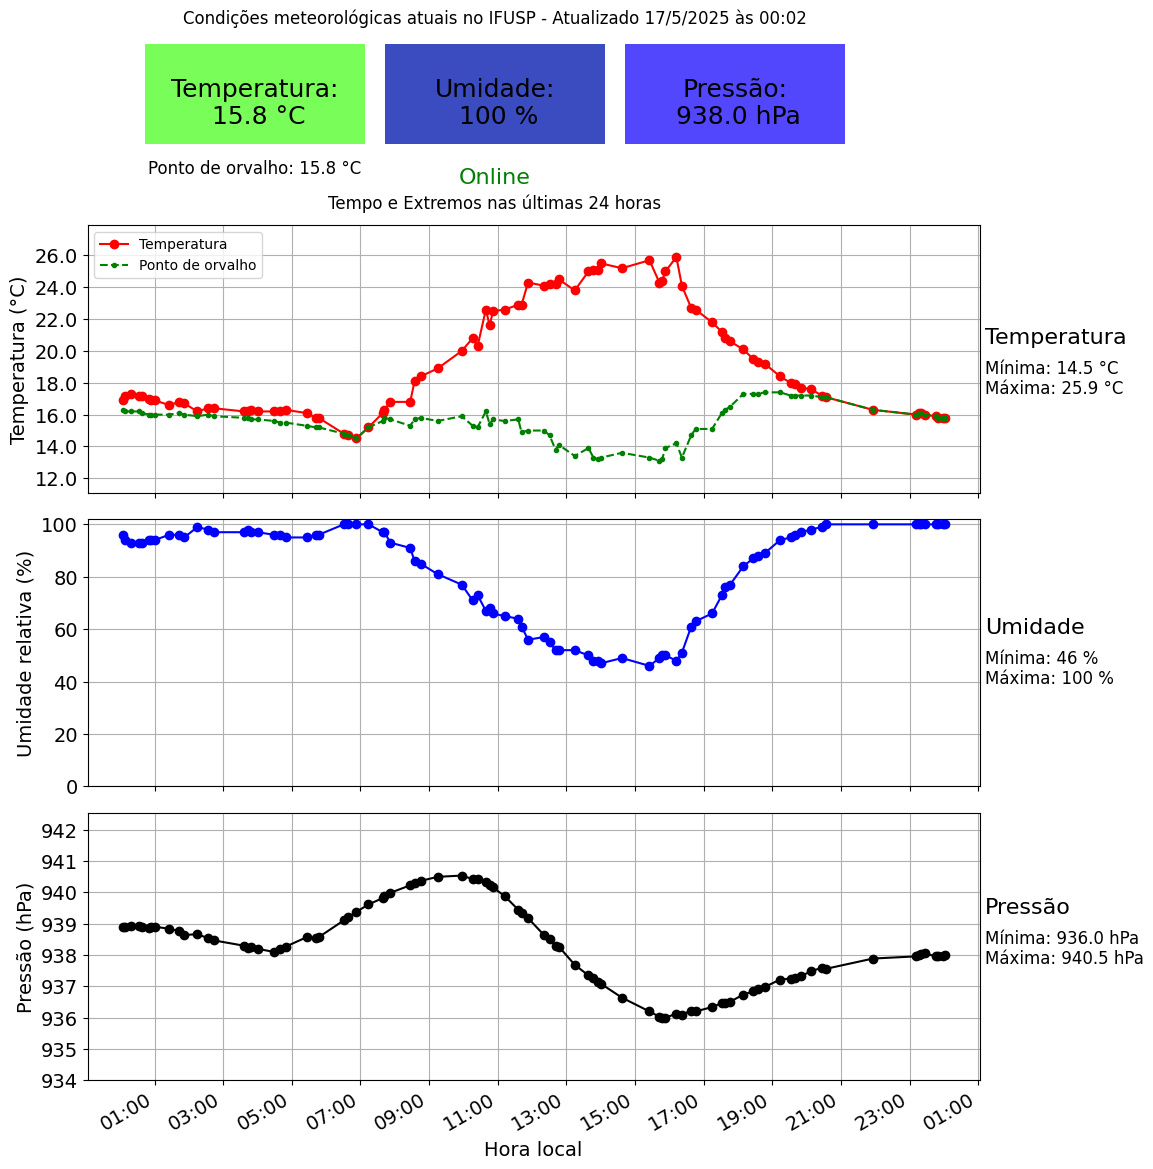 Condições meteorológicas atuais no IFUSP - Atualizado 17/5/2025 às 00:02
Temperatura:
15.8 °C
Umidade:
100 %
Pressão:
938.0 hPa
Ponto de orvalho: 15.8 °C
Online
Tempo e Extremos nas últimas 24 horas
Temperatura (°C)
26.0
24.0
22.0
20.0
18.0
16.0
14.0
12.0
Temperatura
Ponto de orvalho
Temperatura
Mínima: 14.5 °C
Máxima: 25.9 °C
Umidade relativa (%)
100
80
60
40
20
0
Umidade
Mínima: 46 %
Máxima: 100 %
Pressão (hPa)
942
941
940
939
938
937
936
935
934
Pressão
Mínima: 936.0 hPa
Máxima: 940.5 hPa
01:00 03:00 05:00 07:00 09:00 11:00 13:00 15:00 17:00 19:00 21:00 23:00 01:00
Hora local